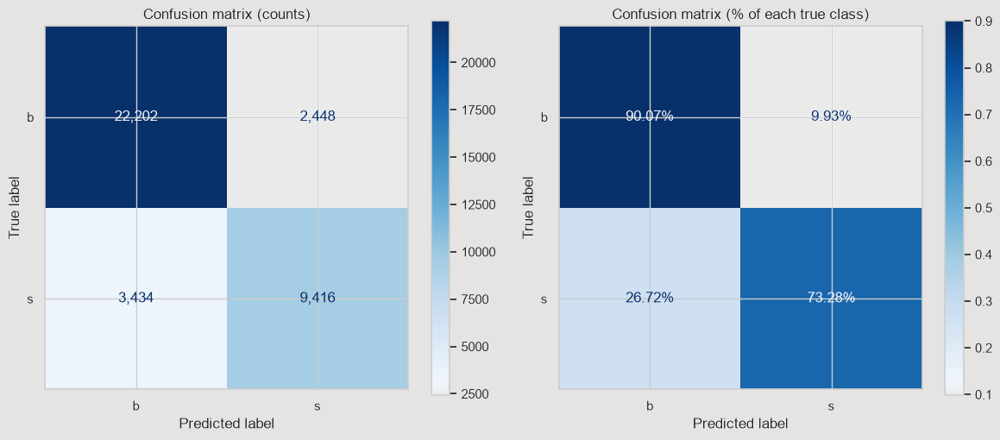 Confusion matrix (counts)
True label
b
s
22,202
2,448
3,434
9,416
b
s
Predicted label
20000
17500
15000
12500
10000
7500
5000
2500
Confusion matrix (% of each true class)
True label
b
s
90.07%
9.93%
26.72%
73.28%
b
s
Predicted label
0.9
0.8
0.7
0.6
0.5
0.4
0.3
0.2
0.1